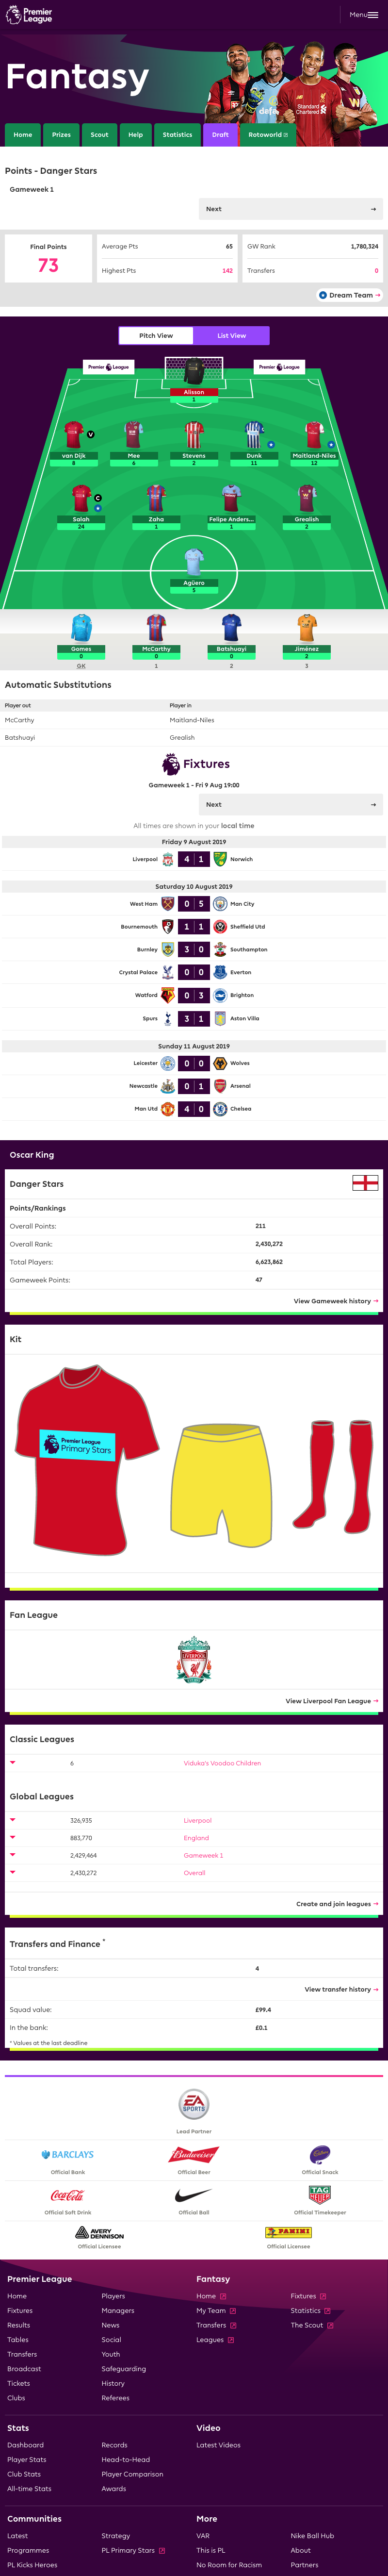 Premier
League
Menu
Fantasy
Standard
Chartered
Home
Prizes
Scout
Help
Statistics
Draft
Rotoworld
Points - Danger Stars
Gameweek 1
Next →
Final Points
73
Average Pts 65
Highest Pts 142
GW Rank 1,780,324
Transfers 0
Dream Team →
Pitch View
List View
Premier League
Premier League
Alisson
1
V
van Dijk
8
Mee
6
Stevens
2
Dunk
11
Maitland-Niles
12
C
Salah
24
Zaha
1
Felipe Anders...
1
Grealish
2
Agüero
5
Gomes
0
GK
McCarthy
0
1
Batshuayi
0
2
Jiménez
2
3
Automatic Substitutions
Player out Player in
McCarthy Maitland-Niles
Batshuayi Grealish
Fixtures
Gameweek 1 - Fri 9 Aug 19:00
Next →
All times are shown in your local time
Friday 9 August 2019
Liverpool 4 1 Norwich
Saturday 10 August 2019
West Ham 0 5 Man City
Bournemouth 1 1 Sheffield Utd
Burnley 3 0 Southampton
Crystal Palace 0 0 Everton
Watford 0 3 Brighton
Spurs 3 1 Aston Villa
Sunday 11 August 2019
Leicester 0 0 Wolves
Newcastle 0 1 Arsenal
Man Utd 4 0 Chelsea
Oscar King
Danger Stars
Points/Rankings
Overall Points: 211
Overall Rank: 2,430,272
Total Players: 6,623,862
Gameweek Points: 47
View Gameweek history →
Kit
Premier League
Primary Stars
Fan League
LIVERPOOL
View Liverpool Fan League →
Classic Leagues
6 Viduka's Voodoo Children
Global Leagues
326,935 Liverpool
883,770 England
2,429,464 Gameweek 1
2,430,272 Overall
Create and join leagues →
Transfers and Finance *
Total transfers: 4
View transfer history →
Squad value: £99.4
In the bank: £0.1
* Values at the last deadline
EA
SPORTS
Lead Partner
BARCLAYS
Official Bank
Budweiser
Official Beer
Cadbury
Official Snack
Coca-Cola
Official Soft Drink
Official Ball
TAG
HEUER
Official Timekeeper
AVERY
DENNISON
Official Licensee
PANINI
Official Licensee
Premier League
Home
Fixtures
Results
Tables
Transfers
Broadcast
Tickets
Clubs
Players
Managers
News
Social
Youth
Safeguarding
History
Referees
Fantasy
Home
My Team
Transfers
Leagues
Fixtures
Statistics
The Scout
Stats
Dashboard
Player Stats
Club Stats
All-time Stats
Records
Head-to-Head
Player Comparison
Awards
Video
Latest Videos
Communities
Latest
Programmes
PL Kicks Heroes
Strategy
PL Primary Stars
More
VAR
This is PL
No Room for Racism
Nike Ball Hub
About
Partners